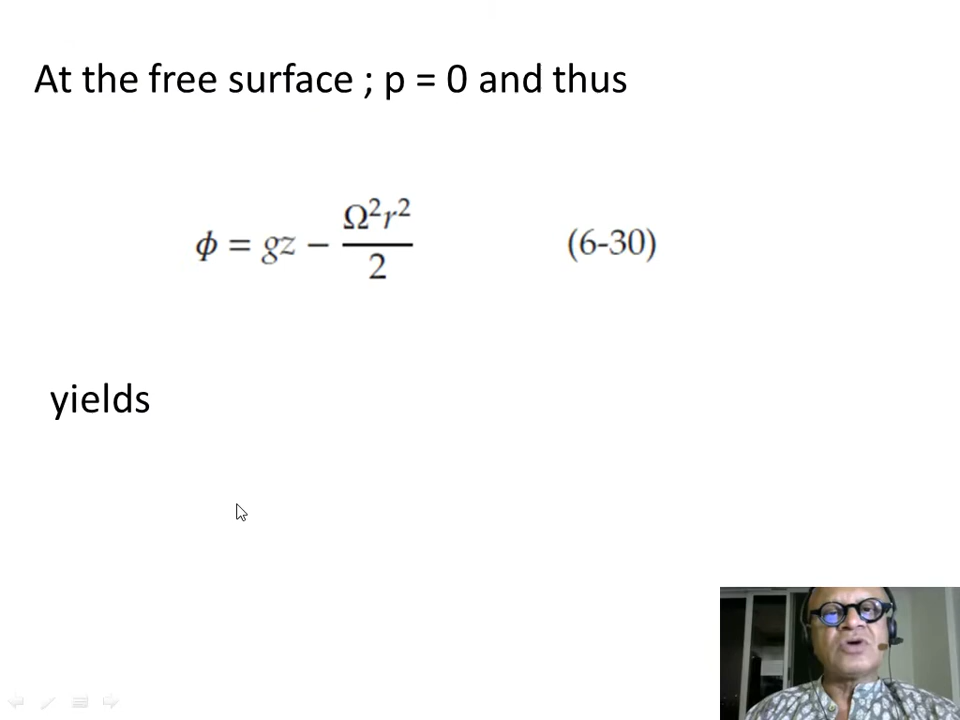 At the free surface ; p = 0 and thus
ϕ = gz − Ω²r²/2 (6-30)
yields